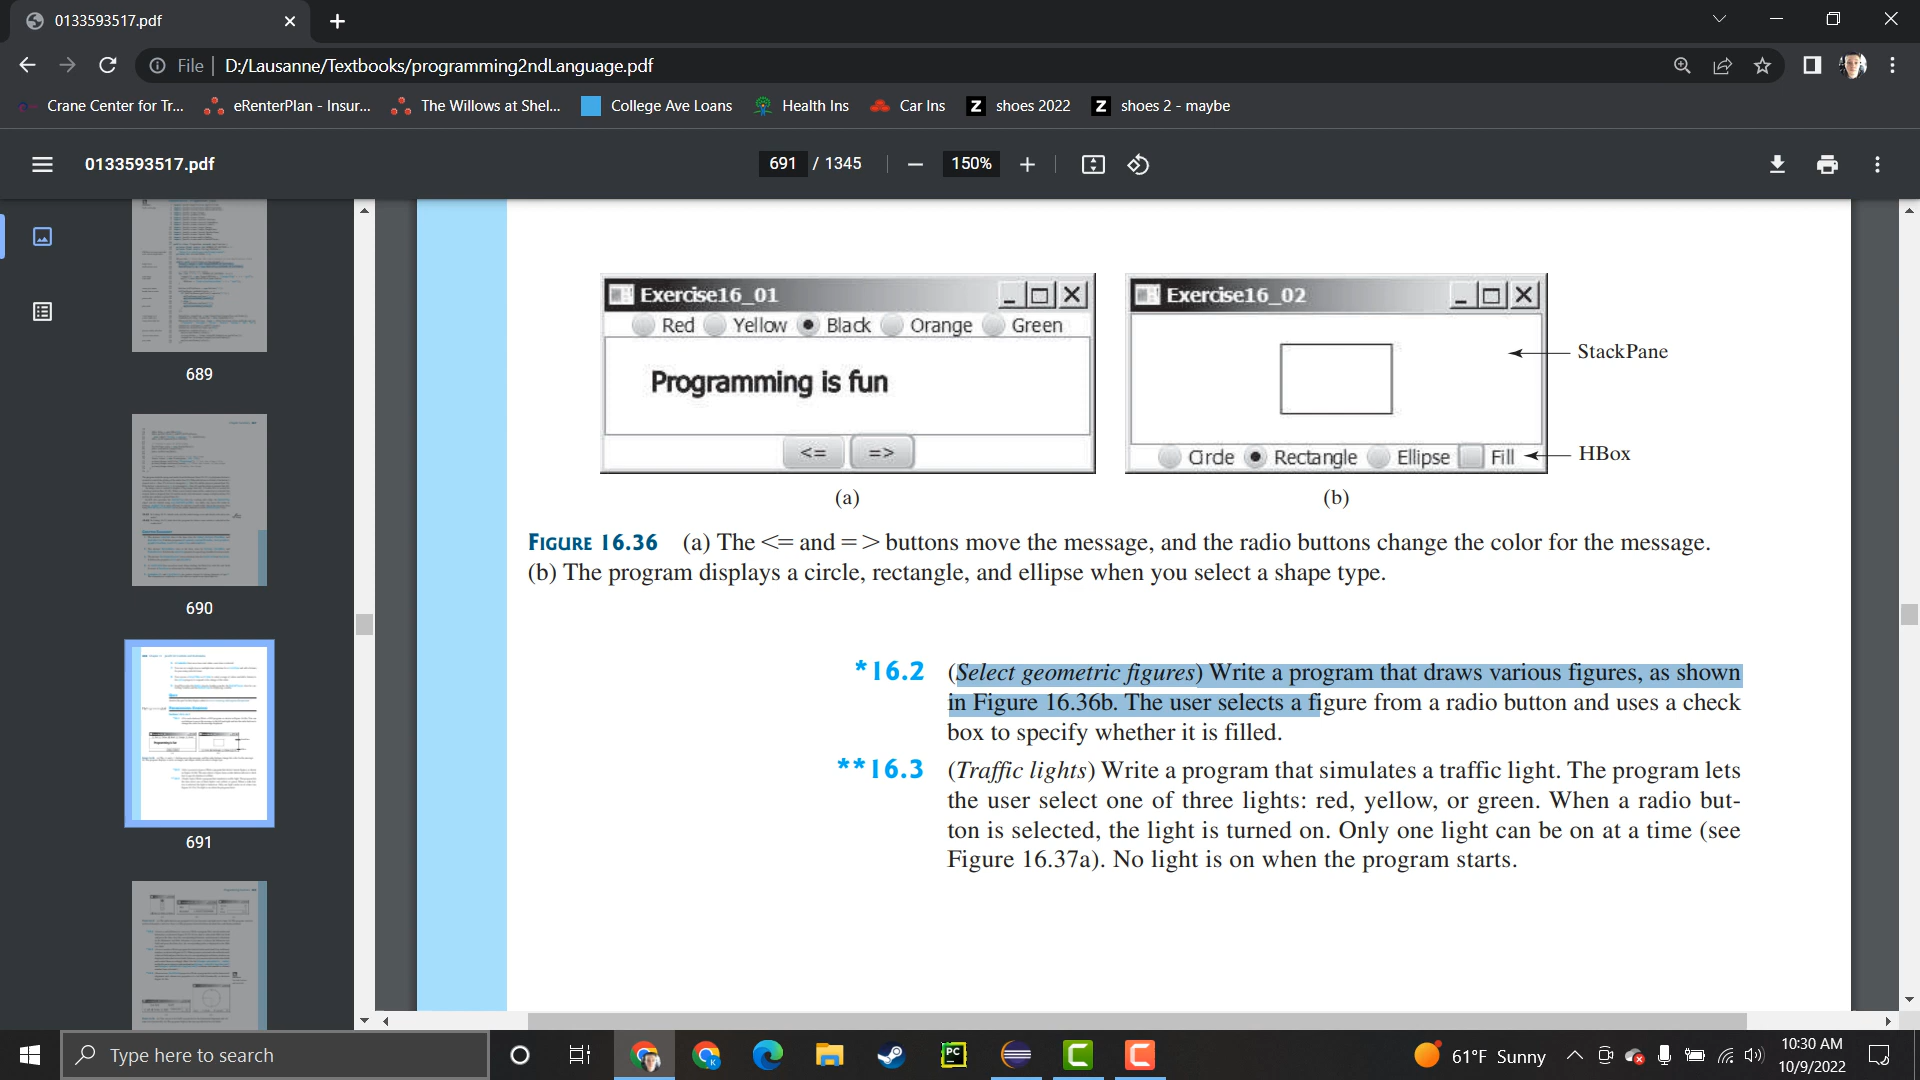 0133593517.pdf
File | D:/Lausanne/Textbooks/programming2ndLanguage.pdf
Crane Center for Tr... eRenterPlan - Insur... The Willows at Shel... College Ave Loans Health Ins Car Ins Z shoes 2022 Z shoes 2 - maybe
0133593517.pdf 691 / 1345 150%
689
690
691
Exercise16_01
Red Yellow Black Orange Green
Programming is fun
<= =>
(a)
Exercise16_02
StackPane
Circle Rectangle Ellipse Fill
HBox
(b)
FIGURE 16.36 (a) The <= and => buttons move the message, and the radio buttons change the color for the message.
(b) The program displays a circle, rectangle, and ellipse when you select a shape type.
*16.2 (Select geometric figures) Write a program that draws various figures, as shown
in Figure 16.36b. The user selects a figure from a radio button and uses a check
box to specify whether it is filled.
**16.3 (Traffic lights) Write a program that simulates a traffic light. The program lets
the user select one of three lights: red, yellow, or green. When a radio but-
ton is selected, the light is turned on. Only one light can be on at a time (see
Figure 16.37a). No light is on when the program starts.
Type here to search
PC
61°F Sunny
10:30 AM
10/9/2022